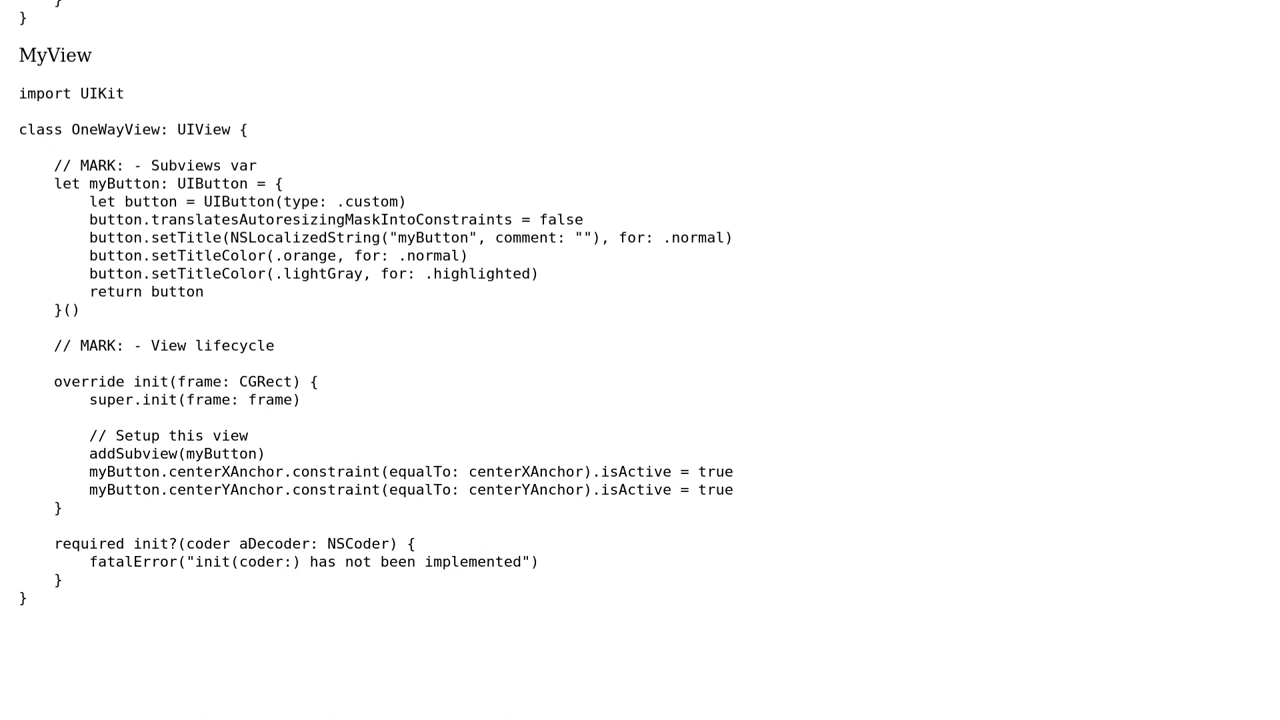 }
}
MyView
import UIKit
class OneWayView: UIView {
    // MARK: - Subviews var
    let myButton: UIButton = {
        let button = UIButton(type: .custom)
        button.translatesAutoresizingMaskIntoConstraints = false
        button.setTitle(NSLocalizedString("myButton", comment: ""), for: .normal)
        button.setTitleColor(.orange, for: .normal)
        button.setTitleColor(.lightGray, for: .highlighted)
        return button
    }()
    // MARK: - View lifecycle
    override init(frame: CGRect) {
        super.init(frame: frame)
        // Setup this view
        addSubview(myButton)
        myButton.centerXAnchor.constraint(equalTo: centerXAnchor).isActive = true
        myButton.centerYAnchor.constraint(equalTo: centerYAnchor).isActive = true
    }
    required init?(coder aDecoder: NSCoder) {
        fatalError("init(coder:) has not been implemented")
    }
}